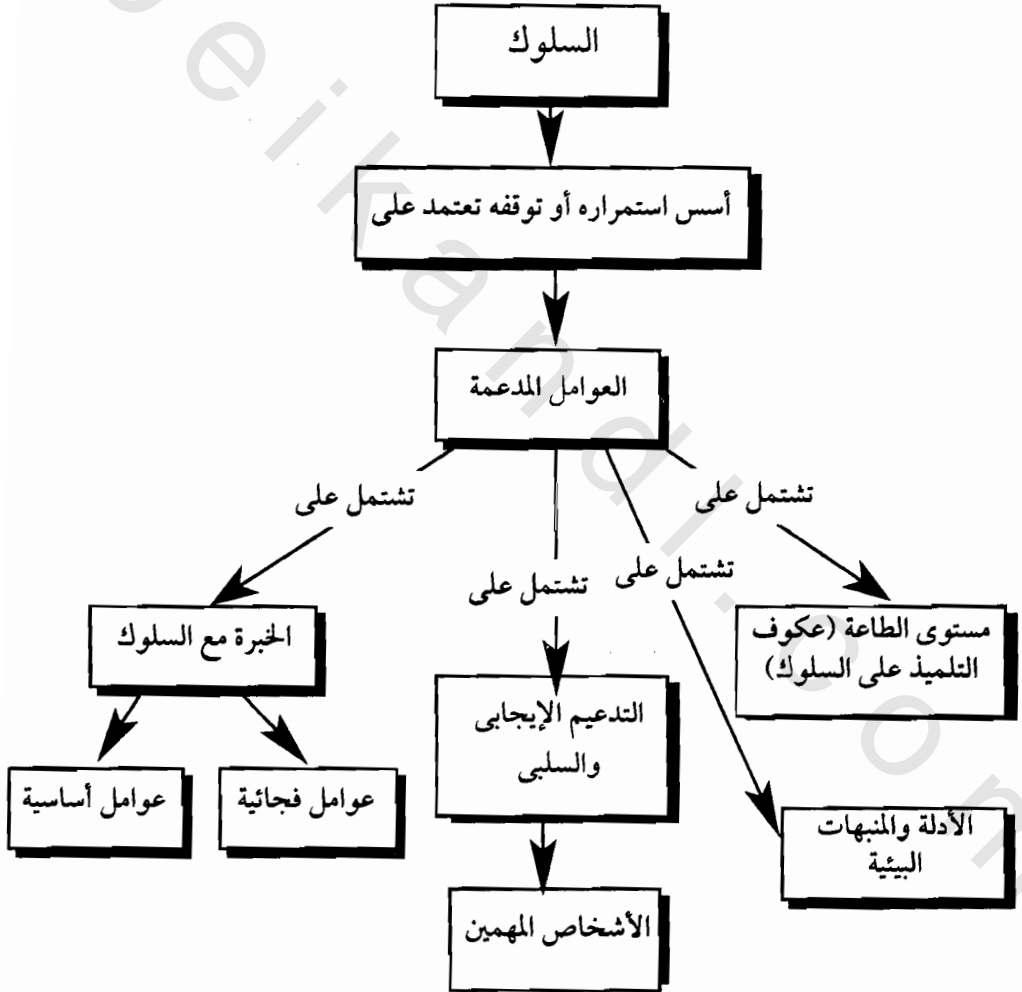 السلوك
أسس استمراره أو توقفه تعتمد على
العوامل المدعمة
تشتمل على
تشتمل على
تشتمل على
تشتمل على
مستوى الطاعة (عكوف
التلميذ على السلوك)
الأدلة والمنبهات
البيئية
التدعيم الإيجابى
والسلبى
الأشخاص المهمين
الخبرة مع السلوك
عوامل فجائية
عوامل أساسية
eikandi.com